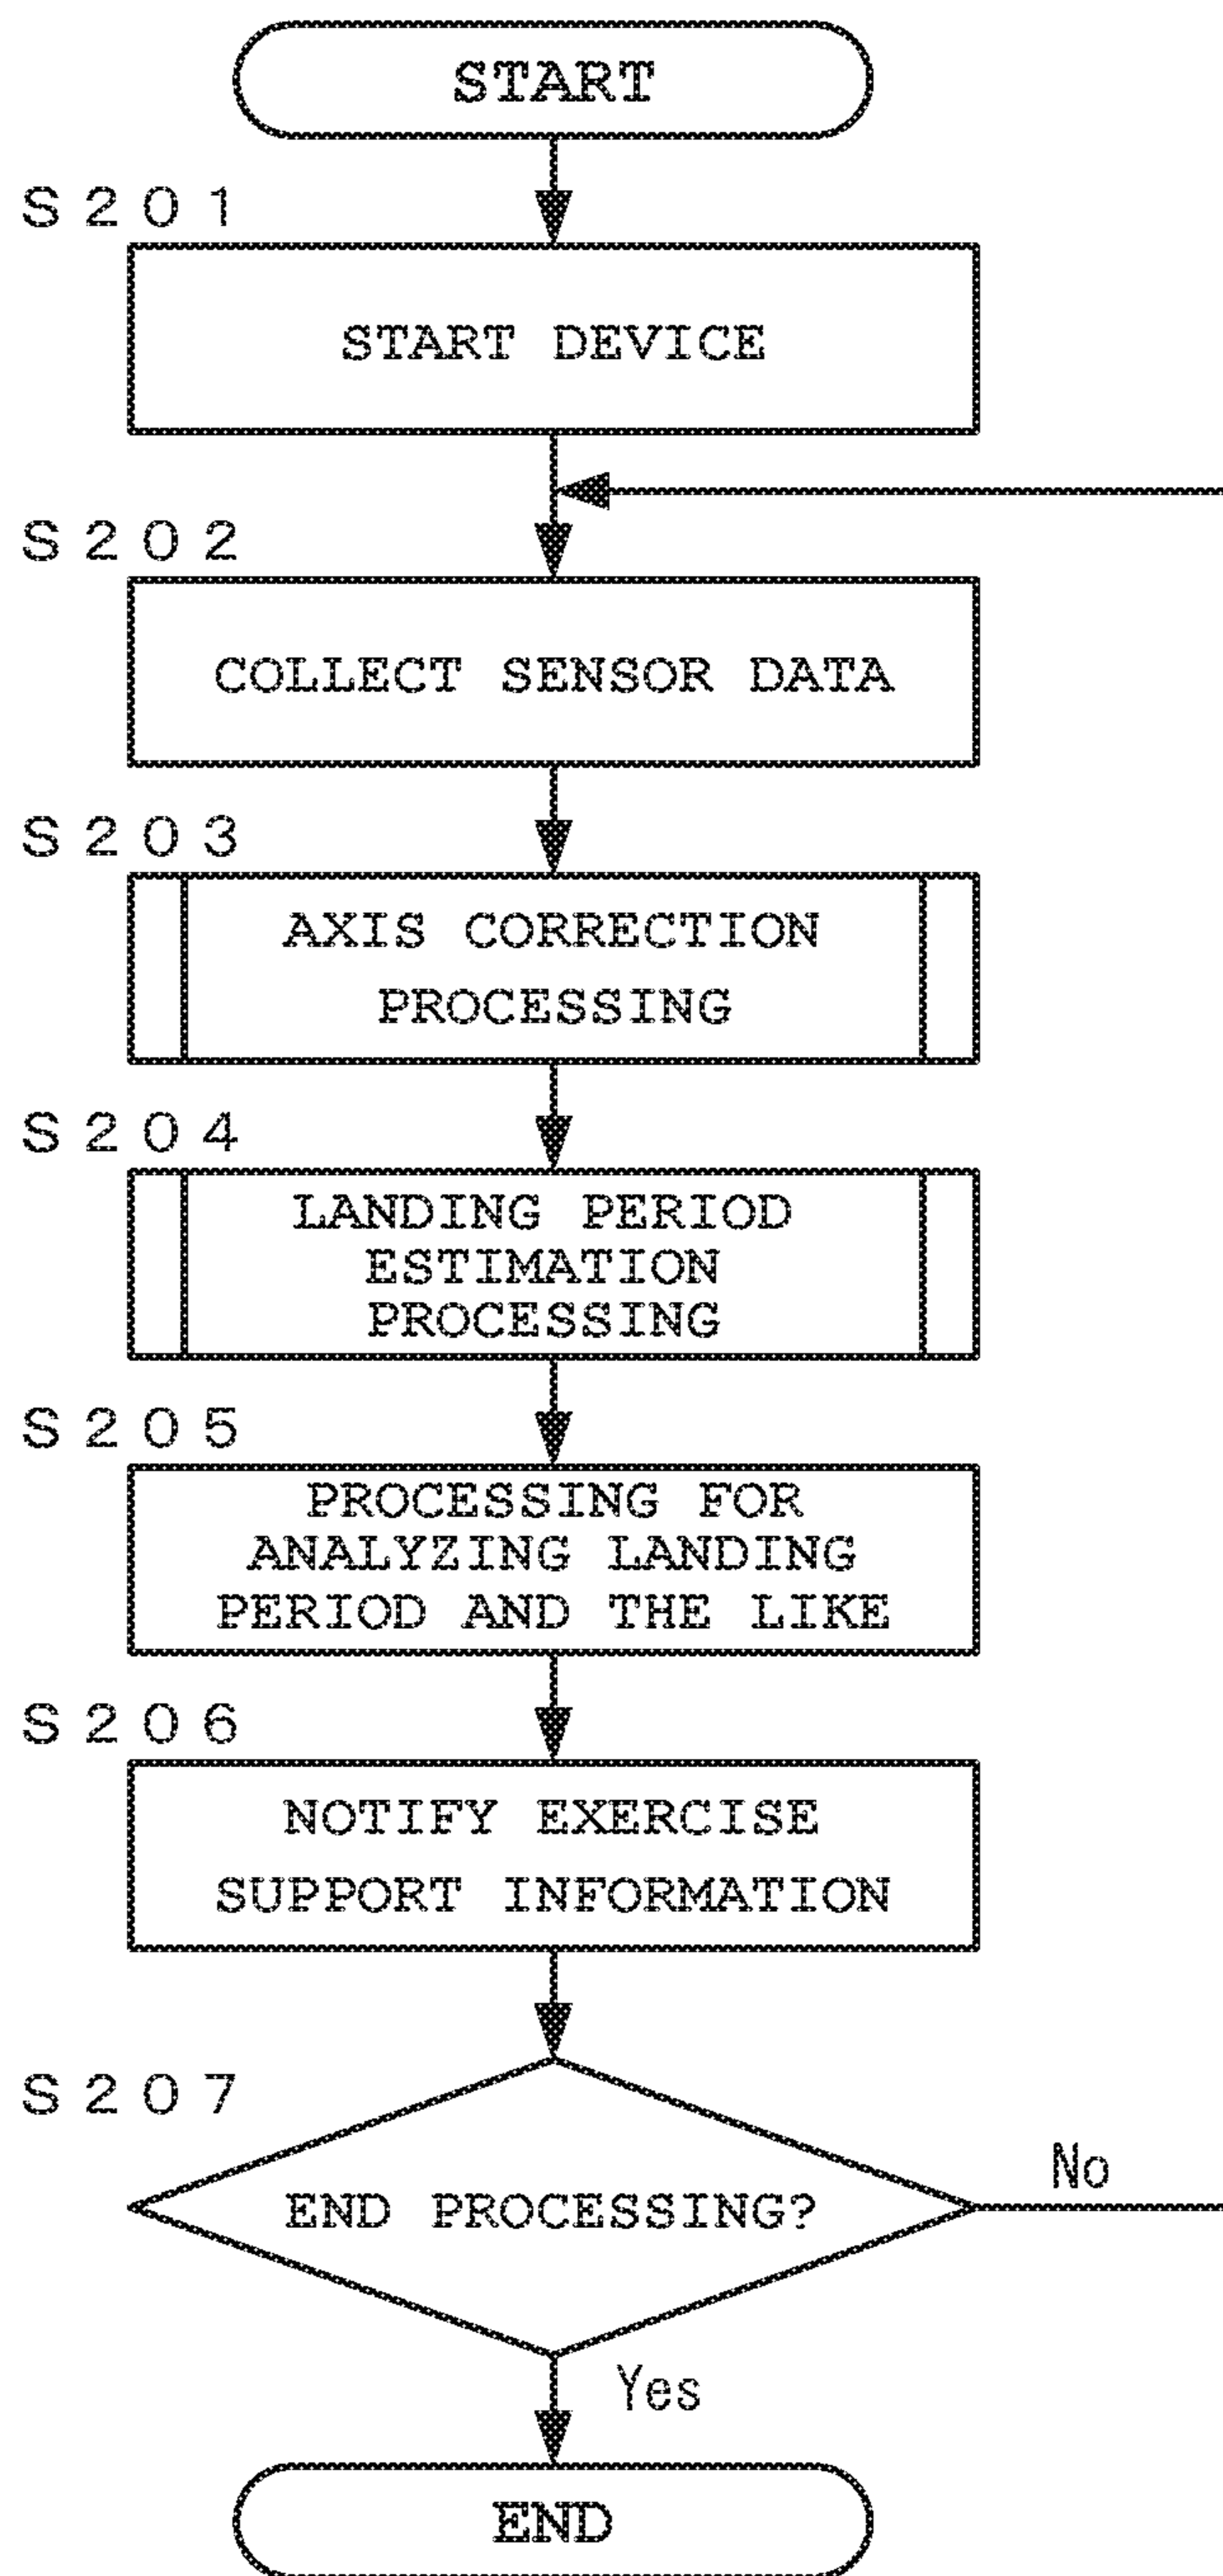 START
S201
START DEVICE
S202
COLLECT SENSOR DATA
S203
AXIS CORRECTION
PROCESSING
S204
LANDING PERIOD
ESTIMATION
PROCESSING
S205
PROCESSING FOR
ANALYZING LANDING
PERIOD AND THE LIKE
S206
NOTIFY EXERCISE
SUPPORT INFORMATION
S207
END PROCESSING?
No
Yes
END